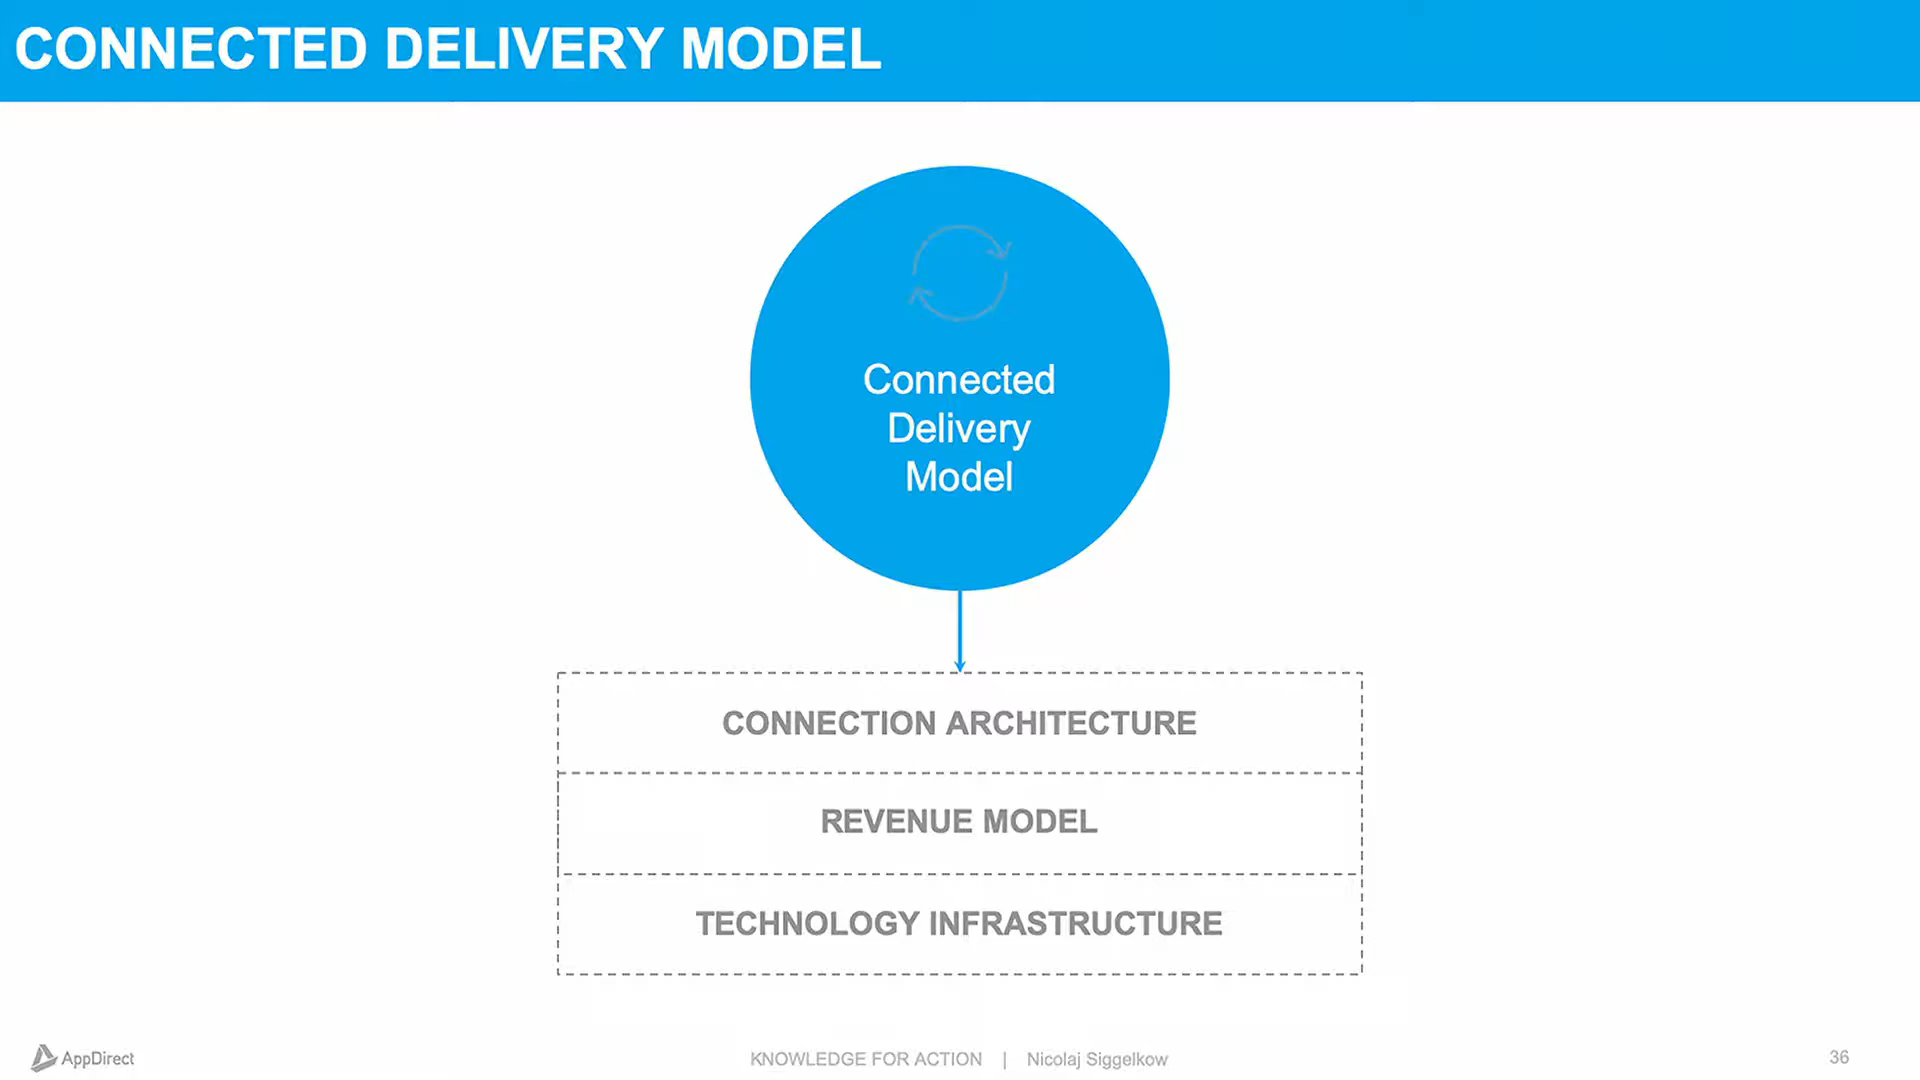 CONNECTED DELIVERY MODEL
Connected
Delivery
Model
CONNECTION ARCHITECTURE
REVENUE MODEL
TECHNOLOGY INFRASTRUCTURE
AppDirect
KNOWLEDGE FOR ACTION | Nicolaj Siggelkow
36